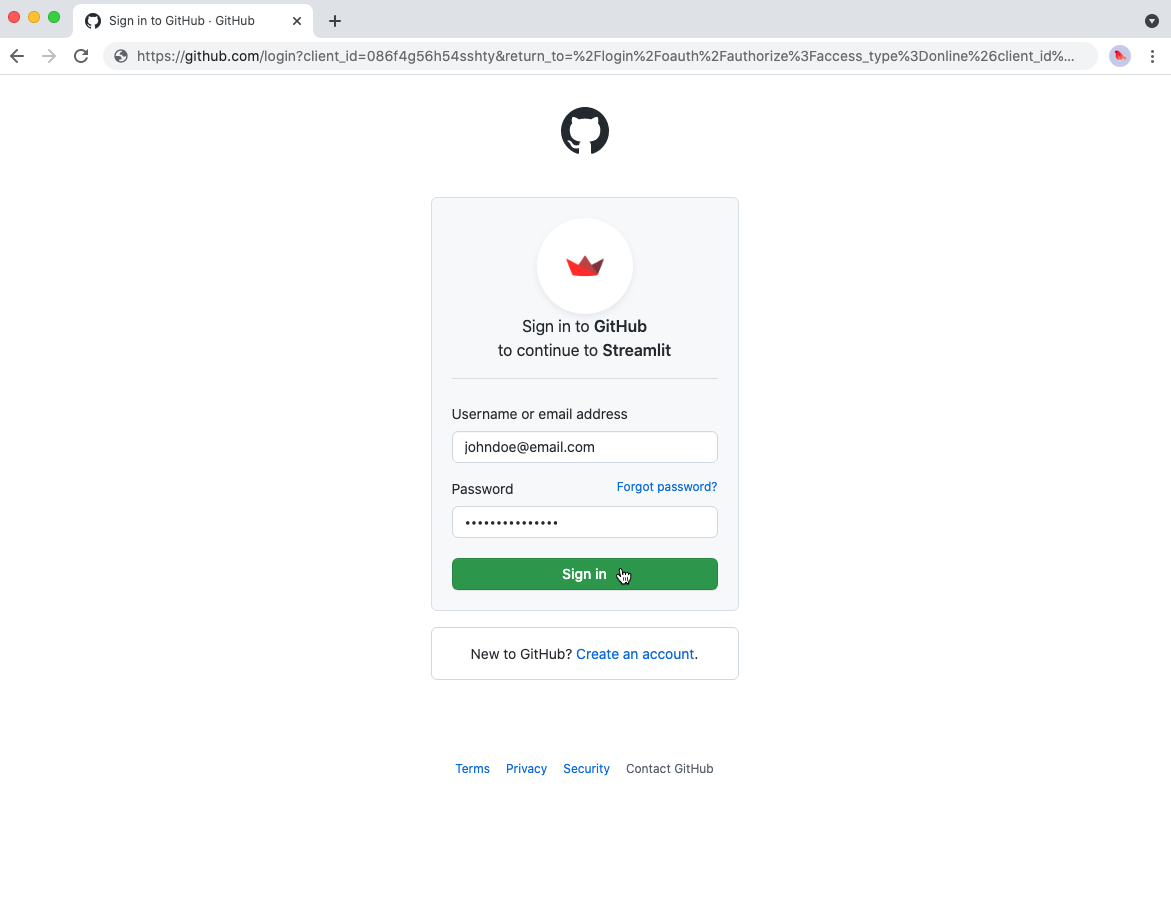 Sign in to GitHub · GitHub
https://github.com/login?client_id=086f4g56h54sshty&return_to=%2Flogin%2Foauth%2Fauthorize%3Faccess_type%3Donline%26client_id%...
Sign in to GitHub
to continue to Streamlit
Username or email address
johndoe@email.com
Password Forgot password?
•••••••••••••••
Sign in
New to GitHub? Create an account.
Terms Privacy Security Contact GitHub